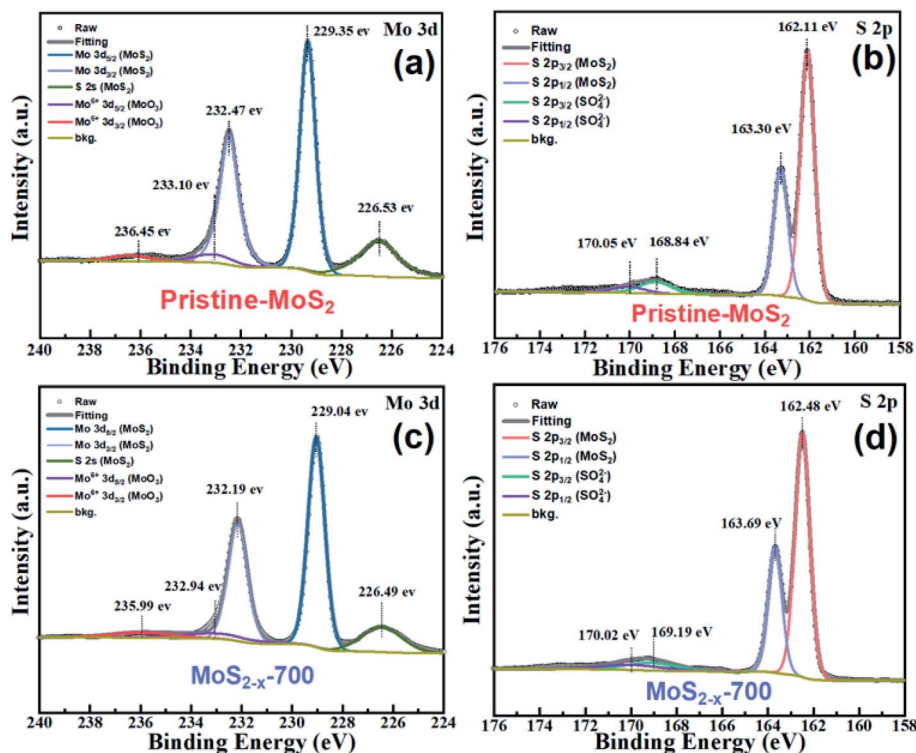 Mo 3d
(a)
Raw
Fitting
Mo 3d₅/₂ (MoS₂)
Mo 3d₃/₂ (MoS₂)
S 2s (MoS₂)
Mo⁶⁺ 3d₅/₂ (MoO₃)
Mo⁶⁺ 3d₃/₂ (MoO₃)
bkg.
229.35 ev
232.47 ev
233.10 ev
236.45 ev
226.53 ev
Pristine-MoS₂
Intensity (a.u.)
240 238 236 234 232 230 229 228 226 224
Binding Energy (eV)
S 2p
(b)
Raw
Fitting
S 2p₃/₂ (MoS₂)
S 2p₁/₂ (MoS₂)
S 2p₃/₂ (SO₄²⁻)
S 2p₁/₂ (SO₄²⁻)
bkg.
162.11 eV
163.30 eV
170.05 eV
168.84 eV
Pristine-MoS₂
Intensity (a.u.)
176 174 172 170 168 166 164 162 160 158
Binding Energy (eV)
Mo 3d
(c)
Raw
Fitting
Mo 3d₅/₂ (MoS₂)
Mo 3d₃/₂ (MoS₂)
S 2s (MoS₂)
Mo⁶⁺ 3d₅/₂ (MoO₃)
Mo⁶⁺ 3d₃/₂ (MoO₃)
bkg.
229.04 ev
232.19 ev
232.94 ev
235.99 ev
226.49 ev
MoS₂₋ₓ-700
Intensity (a.u.)
240 238 236 234 232 230 229 228 226 224
Binding Energy (eV)
S 2p
(d)
Raw
Fitting
S 2p₃/₂ (MoS₂)
S 2p₁/₂ (MoS₂)
S 2p₃/₂ (SO₄²⁻)
S 2p₁/₂ (SO₄²⁻)
bkg.
162.48 eV
163.69 eV
170.02 eV
169.19 eV
MoS₂₋ₓ-700
Intensity (a.u.)
176 174 172 170 168 166 164 162 160 158
Binding Energy (eV)